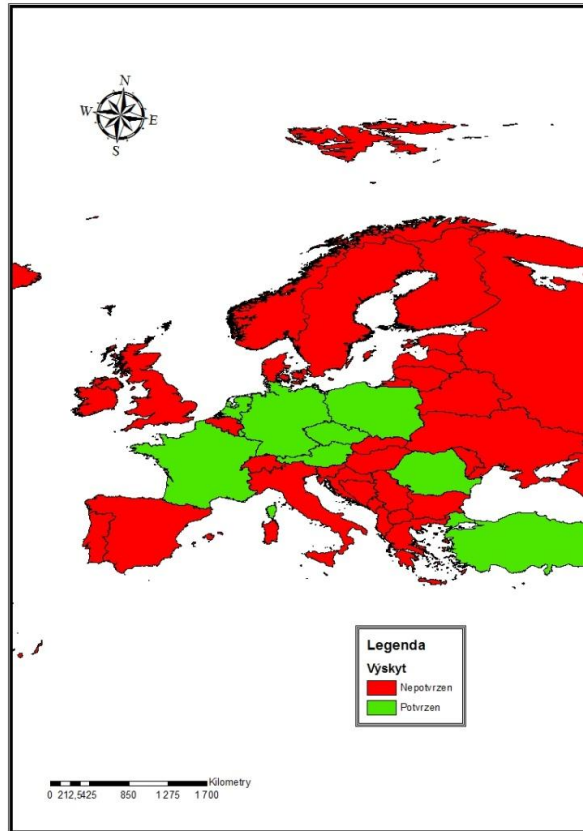 N
W E
S
Legenda
Výskyt
Nepotvrzen
Potvrzen
Kilometry
0 212,5425 850 1 275 1 700